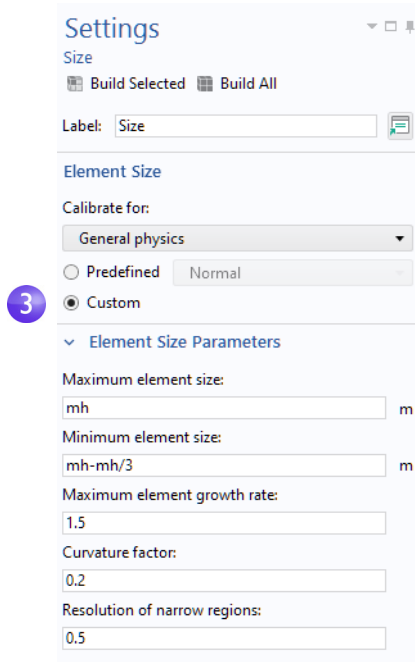 Settings
Size
Build Selected Build All
Label: Size
Element Size
Calibrate for:
General physics
Predefined Normal
3 Custom
Element Size Parameters
Maximum element size:
mh m
Minimum element size:
mh-mh/3 m
Maximum element growth rate:
1.5
Curvature factor:
0.2
Resolution of narrow regions:
0.5